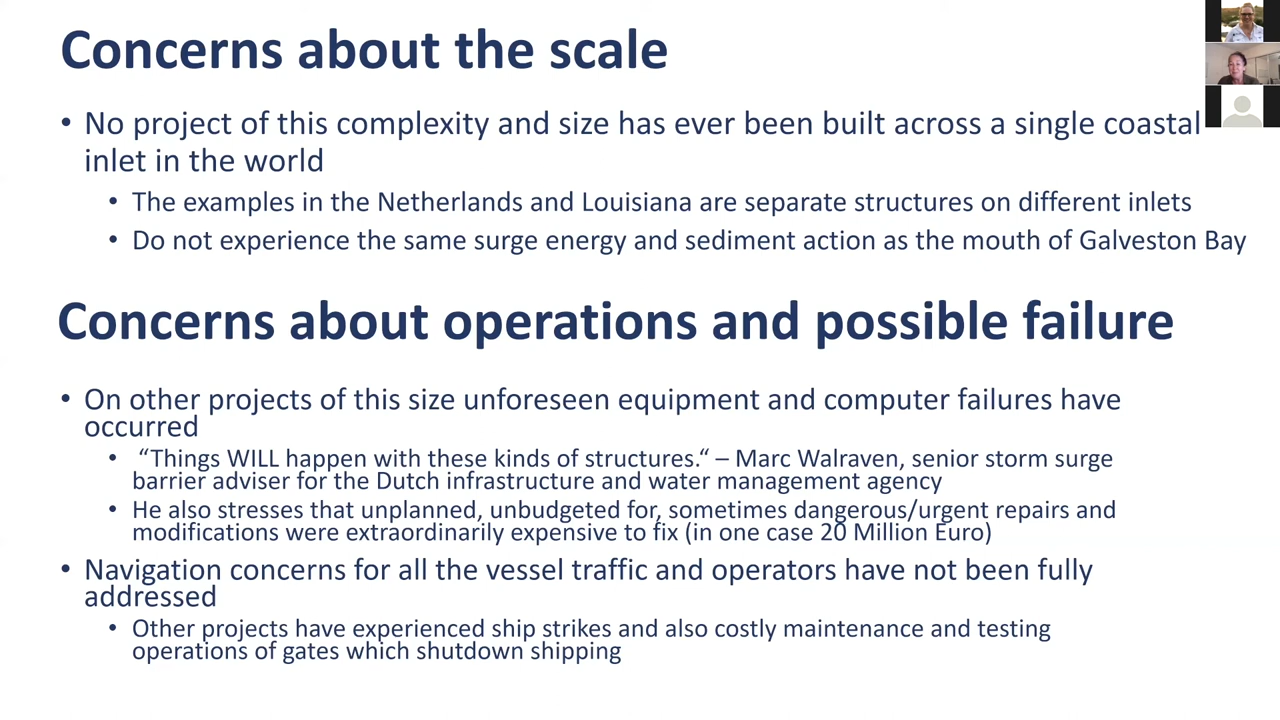 Concerns about the scale
• No project of this complexity and size has ever been built across a single coastal
inlet in the world
• The examples in the Netherlands and Louisiana are separate structures on different inlets
• Do not experience the same surge energy and sediment action as the mouth of Galveston Bay
Concerns about operations and possible failure
• On other projects of this size unforeseen equipment and computer failures have
occurred
• “Things WILL happen with these kinds of structures.“ – Marc Walraven, senior storm surge
barrier adviser for the Dutch infrastructure and water management agency
• He also stresses that unplanned, unbudgeted for, sometimes dangerous/urgent repairs and
modifications were extraordinarily expensive to fix (in one case 20 Million Euro)
• Navigation concerns for all the vessel traffic and operators have not been fully
addressed
• Other projects have experienced ship strikes and also costly maintenance and testing
operations of gates which shutdown shipping